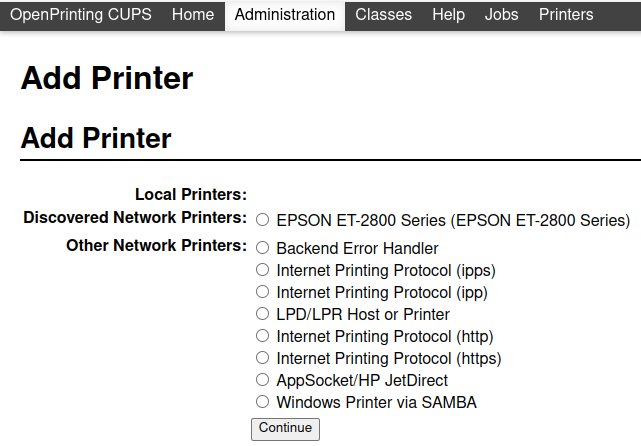 OpenPrinting CUPS Home Administration Classes Help Jobs Printers
Add Printer
Add Printer
Local Printers:
Discovered Network Printers: EPSON ET-2800 Series (EPSON ET-2800 Series)
Other Network Printers: Backend Error Handler
Internet Printing Protocol (ipps)
Internet Printing Protocol (ipp)
LPD/LPR Host or Printer
Internet Printing Protocol (http)
Internet Printing Protocol (https)
AppSocket/HP JetDirect
Windows Printer via SAMBA
Continue